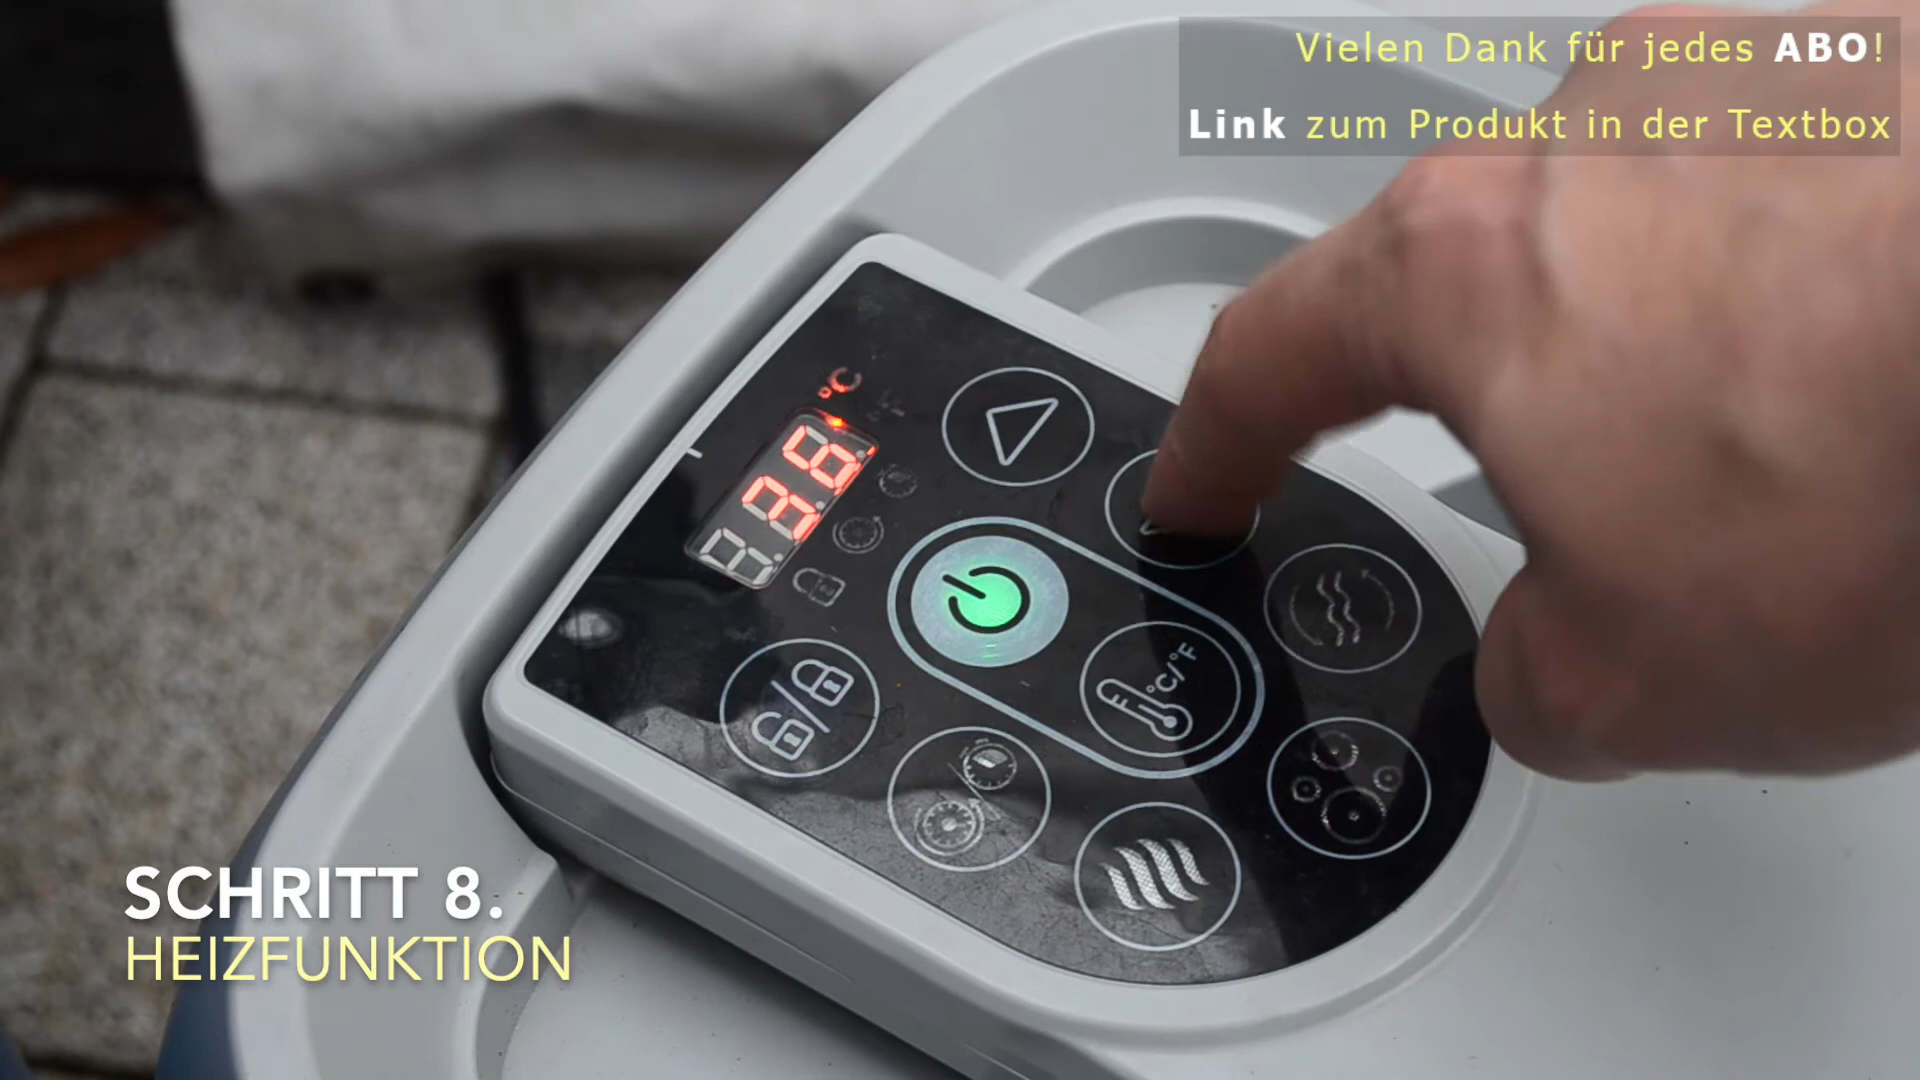 Vielen Dank für jedes ABO!
Link zum Produkt in der Textbox
°C
°C/°F
SCHRITT 8.
HEIZFUNKTION